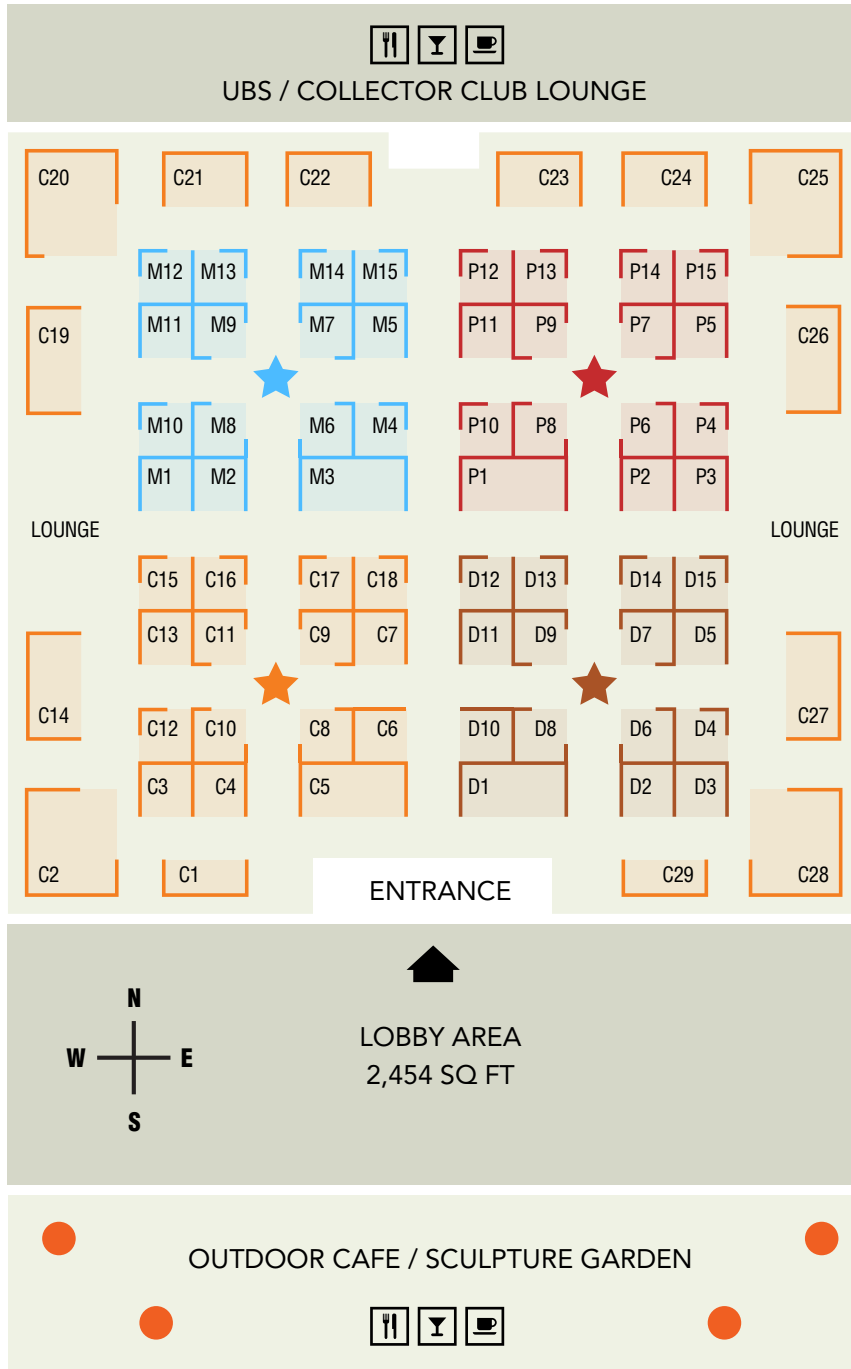 UBS / COLLECTOR CLUB LOUNGE
C20 C21 C22 C23 C24 C25
M12 M13 M14 M15 P12 P13 P14 P15
C19 M11 M9 M7 M5 P11 P9 P7 P5 C26
M10 M8 M6 M4 P10 P8 P6 P4
M1 M2 M3 P1 P2 P3
LOUNGE LOUNGE
C15 C16 C17 C18 D12 D13 D14 D15
C13 C11 C9 C7 D11 D9 D7 D5
C14 C12 C10 C8 C6 D10 D8 D6 D4 C27
C3 C4 C5 D1 D2 D3
C2 C1 ENTRANCE C29 C28
N
W E
S
LOBBY AREA
2,454 SQ FT
OUTDOOR CAFE / SCULPTURE GARDEN